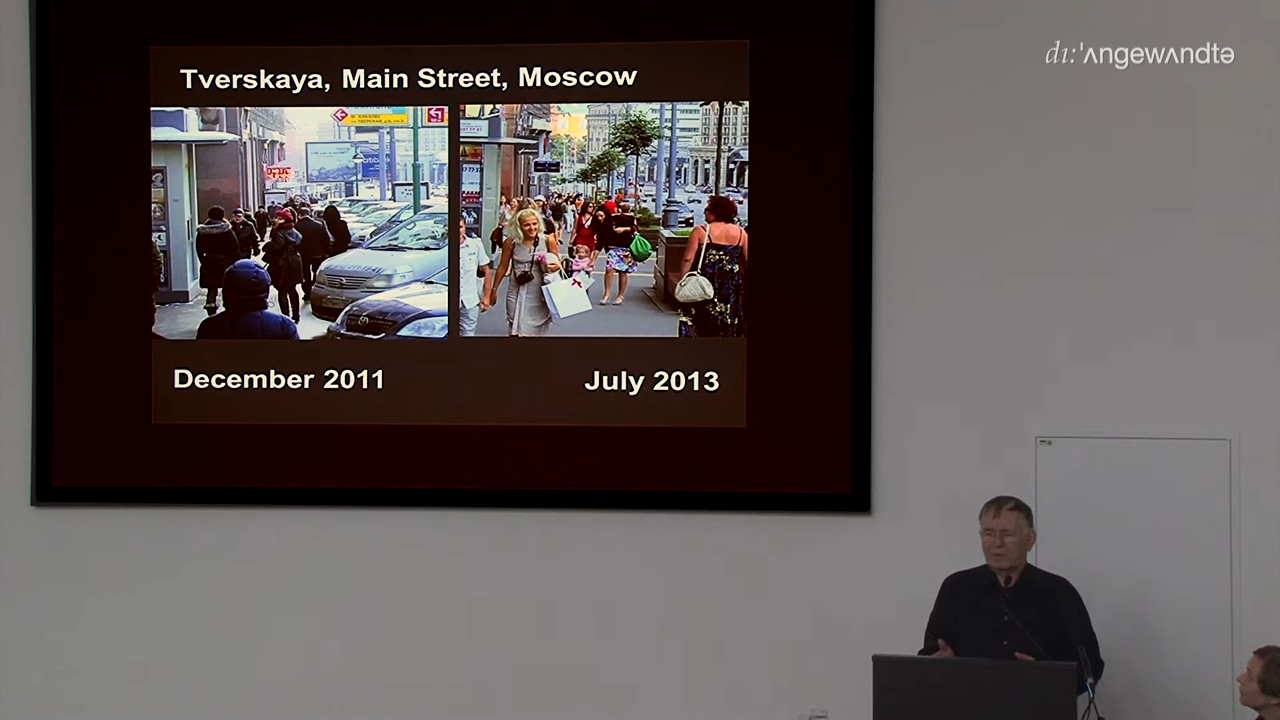 di:'ʌngewʌndtə
Tverskaya, Main Street, Moscow
December 2011
July 2013